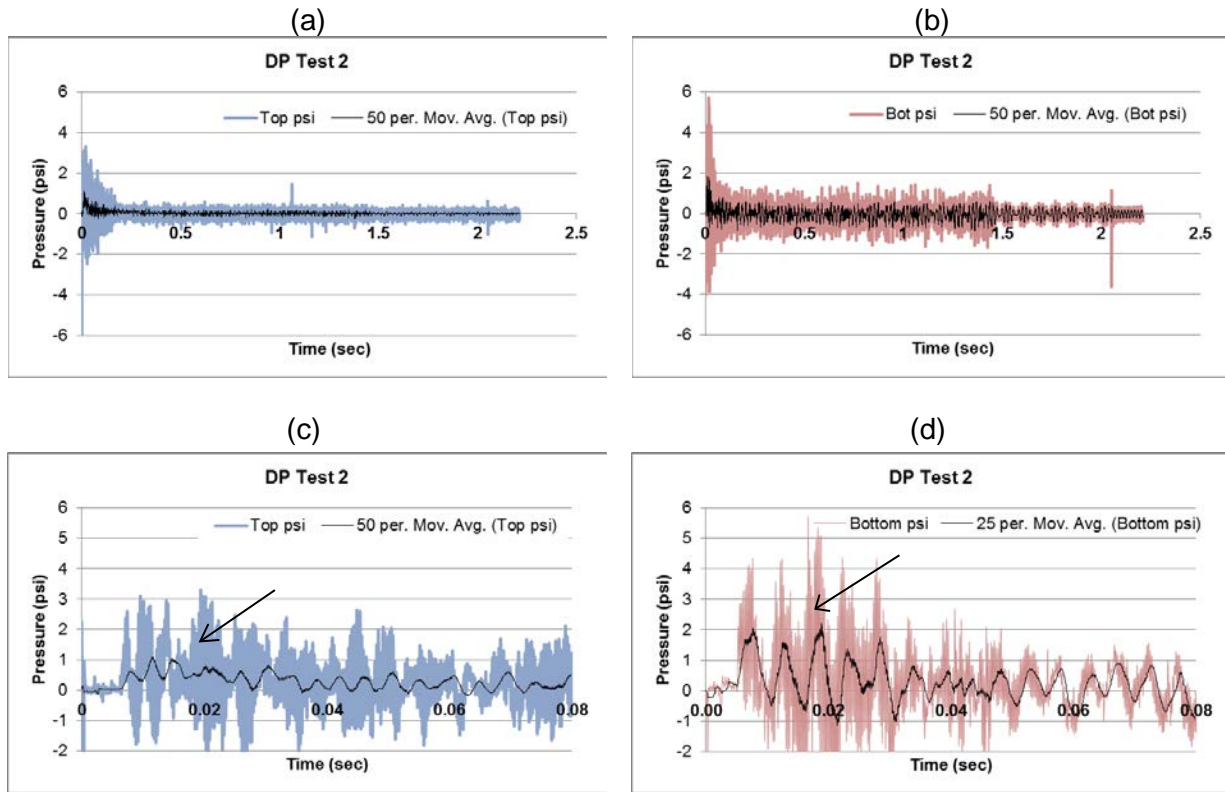 (a)
DP Test 2
Top psi 50 per. Mov. Avg. (Top psi)
6
4
2
0
-2
-4
-6
0 0.5 1 1.5 2 2.5
Pressure (psi)
Time (sec)
(b)
DP Test 2
Bot psi 50 per. Mov. Avg. (Bot psi)
6
4
2
0
-2
-4
-6
0 0.5 1 1.5 2 2.5
Pressure (psi)
Time (sec)
(c)
DP Test 2
Top psi 50 per. Mov. Avg. (Top psi)
6
5
4
3
2
1
0
-1
-2
0 0.02 0.04 0.06 0.08
Pressure (psi)
Time (sec)
(d)
DP Test 2
Bottom psi 25 per. Mov. Avg. (Bottom psi)
6
5
4
3
2
1
0
-1
-2
0.00 0.02 0.04 0.06 0.08
Pressure (psi)
Time (sec)